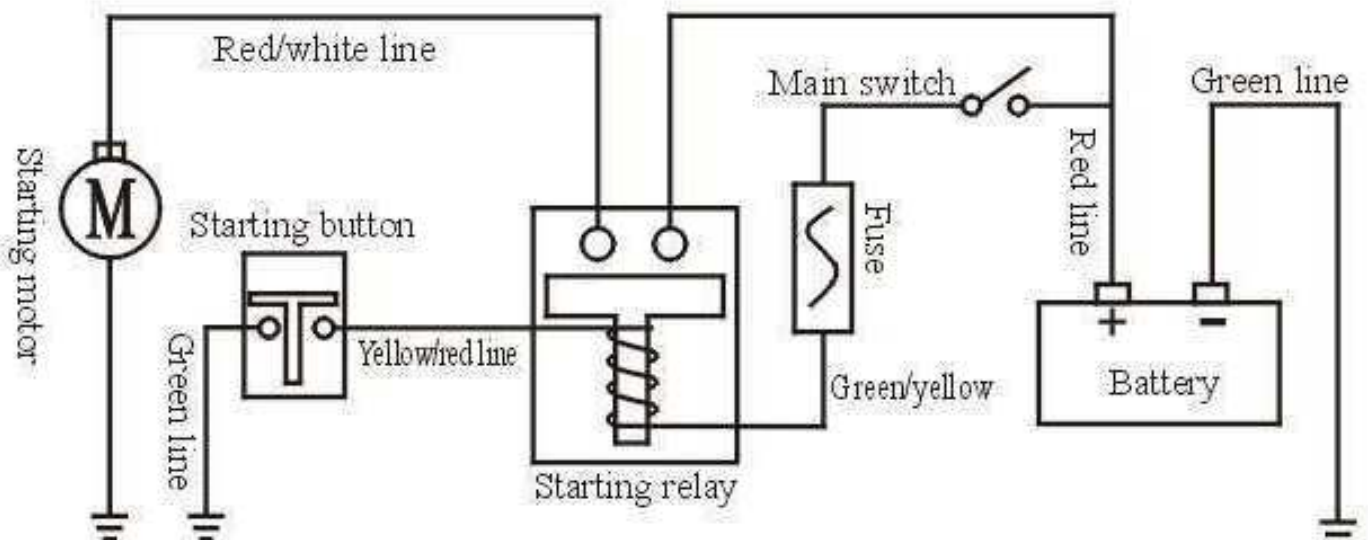 Red/white line
Main switch
Green line
Red line
Starting motor
M
Starting button
Fuse
Yellow/red line
Green line
Green/yellow
+
-
Battery
Starting relay